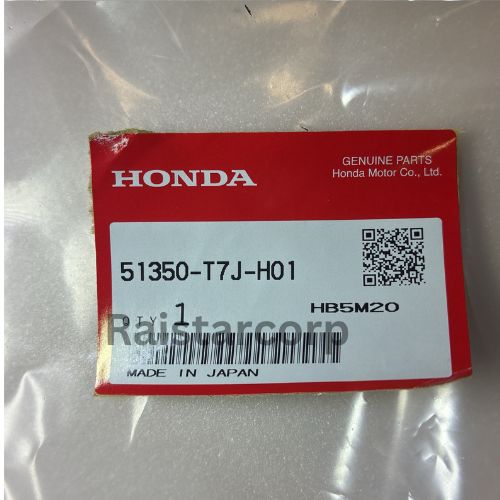 GENUINE PARTS
HONDA
Honda Motor Co., Ltd.
51350-T7J-H01
HB5M20
QTY 1
Raistarcorp
MADE IN JAPAN